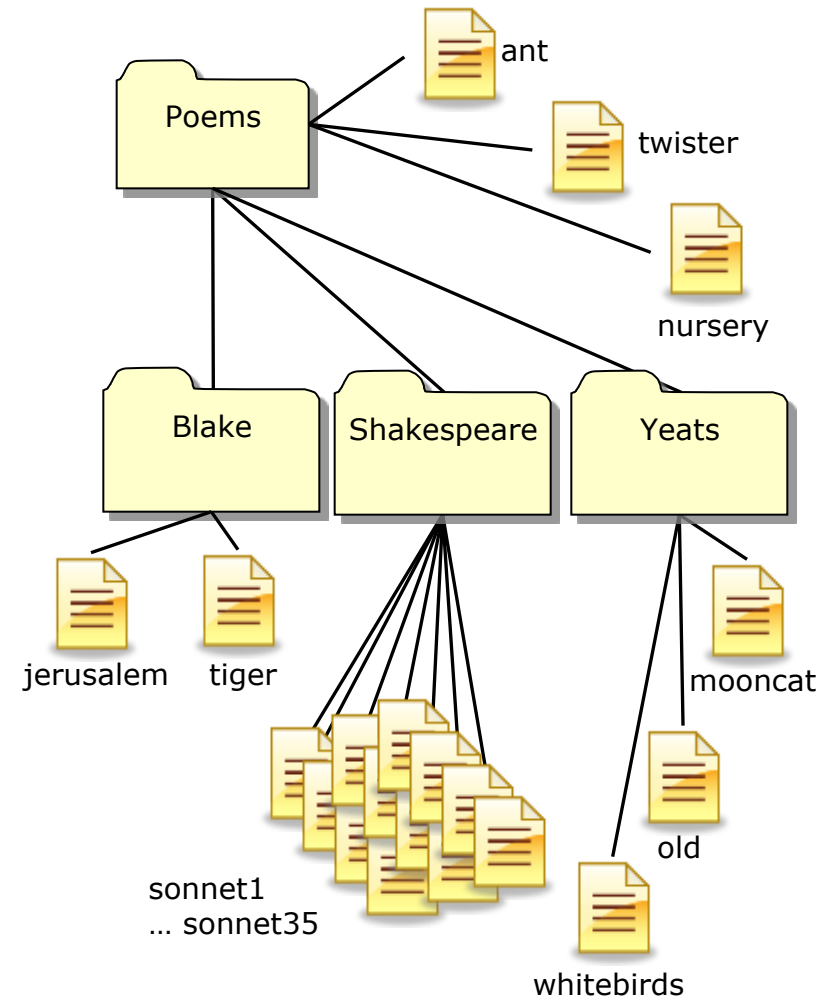 ant
Poems
twister
nursery
Blake
Shakespeare
Yeats
jerusalem
tiger
mooncat
old
sonnet1
... sonnet35
whitebirds